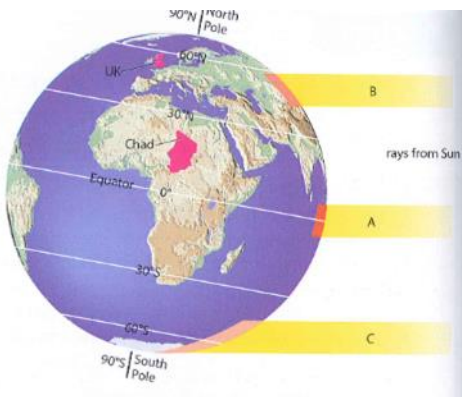 90°N North
Pole
60°N
UK
B
30°N
Chad
rays from Sun
Equator
0°
A
30°S
60°S
C
90°S South
Pole